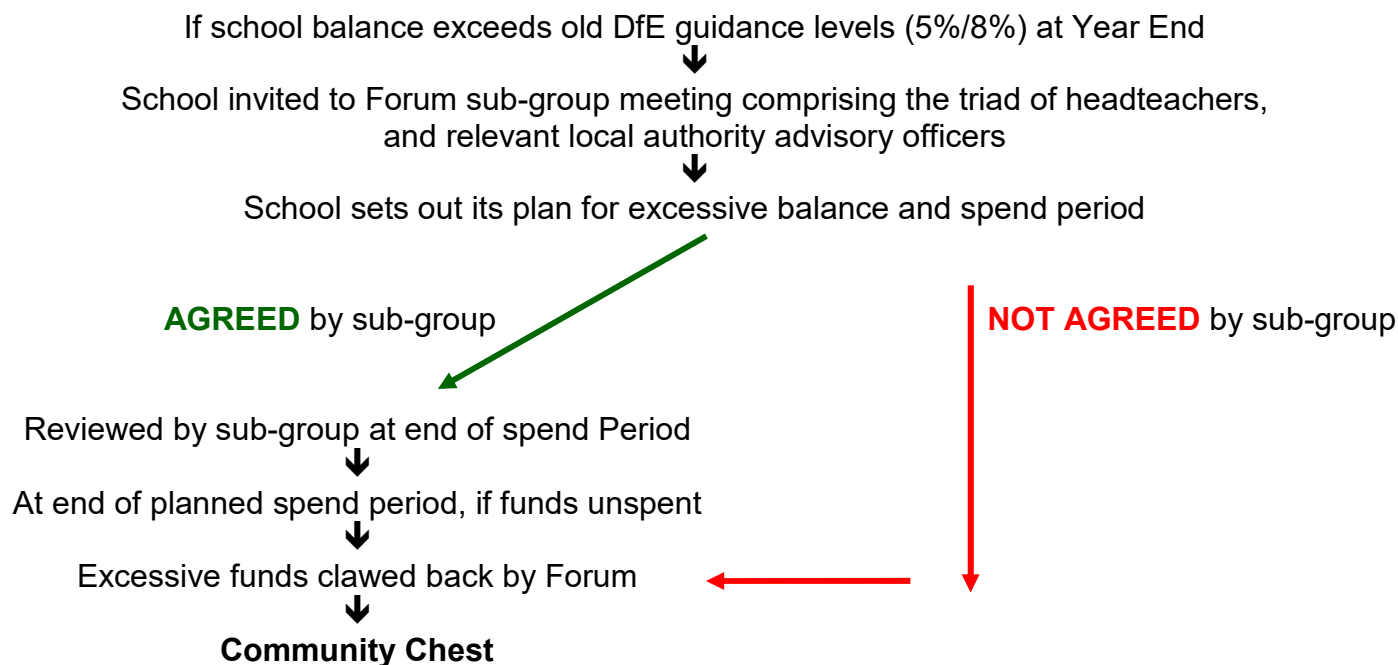 If school balance exceeds old DfE guidance levels (5%/8%) at Year End
School invited to Forum sub-group meeting comprising the triad of headteachers,
and relevant local authority advisory officers
School sets out its plan for excessive balance and spend period
AGREED by sub-group
NOT AGREED by sub-group
Reviewed by sub-group at end of spend Period
At end of planned spend period, if funds unspent
Excessive funds clawed back by Forum
Community Chest